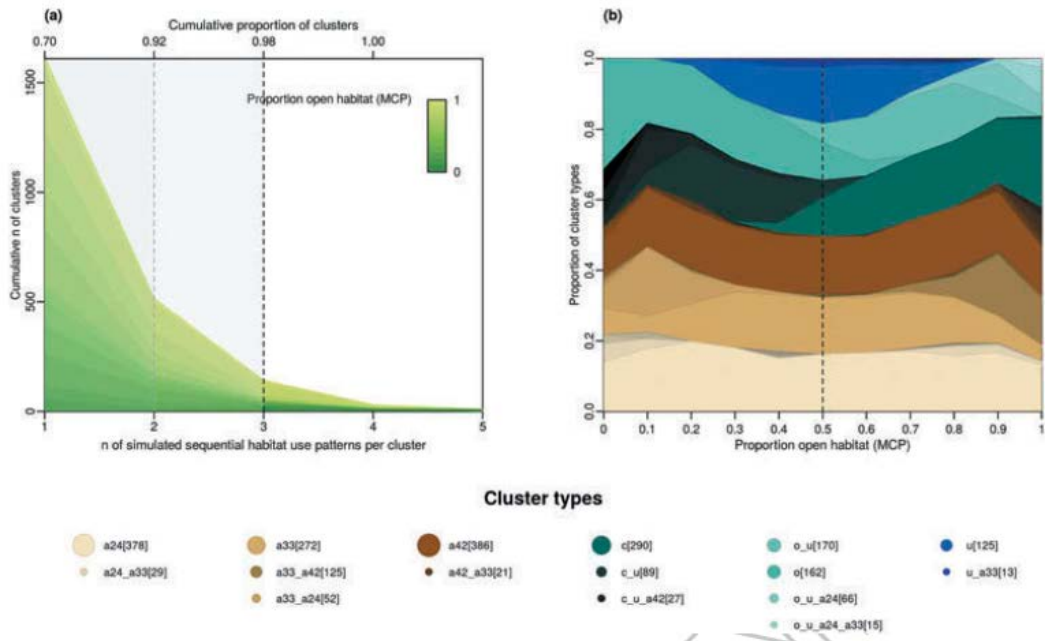 (a)
Cumulative proportion of clusters
0.70 0.92 0.98 1.00
Cumulative n of clusters
0 500 1000 1500
Proportion open habitat (MCP)
1
0
1 2 3 4 5
n of simulated sequential habitat use patterns per cluster
(b)
Proportion of cluster types
0.0 0.2 0.4 0.6 0.8 1.0
0 0.1 0.2 0.3 0.4 0.5 0.6 0.7 0.8 0.9 1
Proportion open habitat (MCP)
Cluster types
a24[378] a33[272] a42[386] c[290] o_u[170] u[125]
a24_a33[29] a33_a42[125] a42_a33[21] c_u[89] o[162] u_a33[13]
a33_a24[52] c_u_a42[27] o_u_a24[66]
o_u_a24_a33[15]